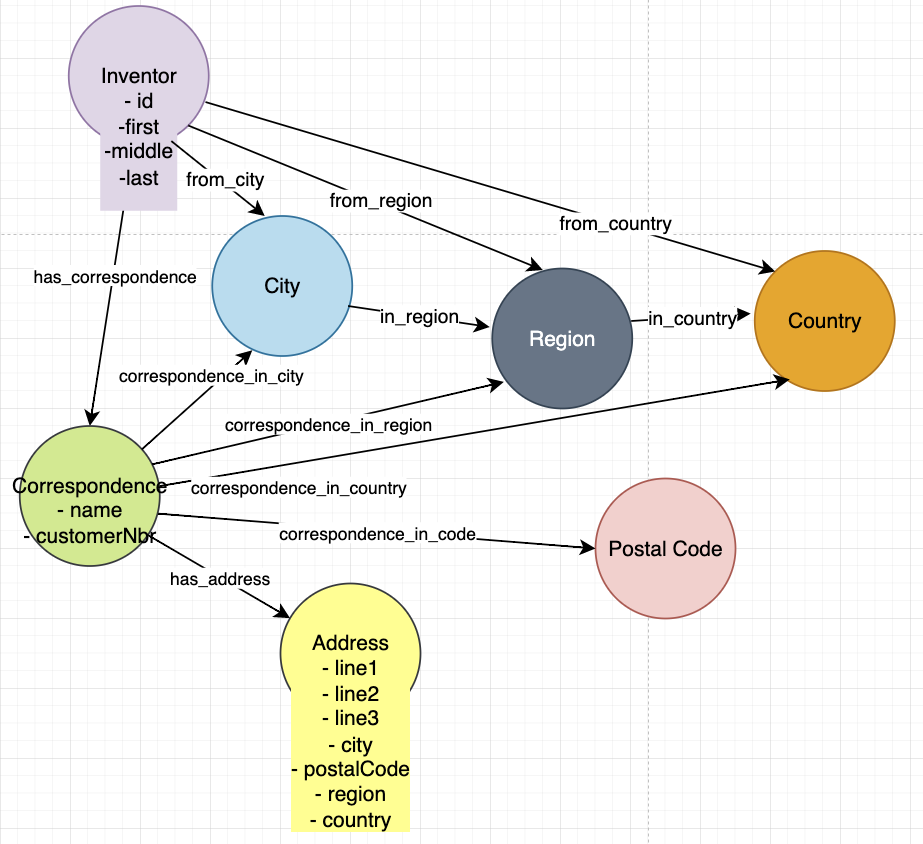 Inventor
- id
-first
-middle
-last
from_city
from_region
from_country
has_correspondence
City
in_region
Region
in_country
Country
correspondence_in_city
correspondence_in_region
correspondence_in_country
Correspondence
- name
- customerNbr
correspondence_in_code
Postal Code
has_address
Address
- line1
- line2
- line3
- city
- postalCode
- region
- country